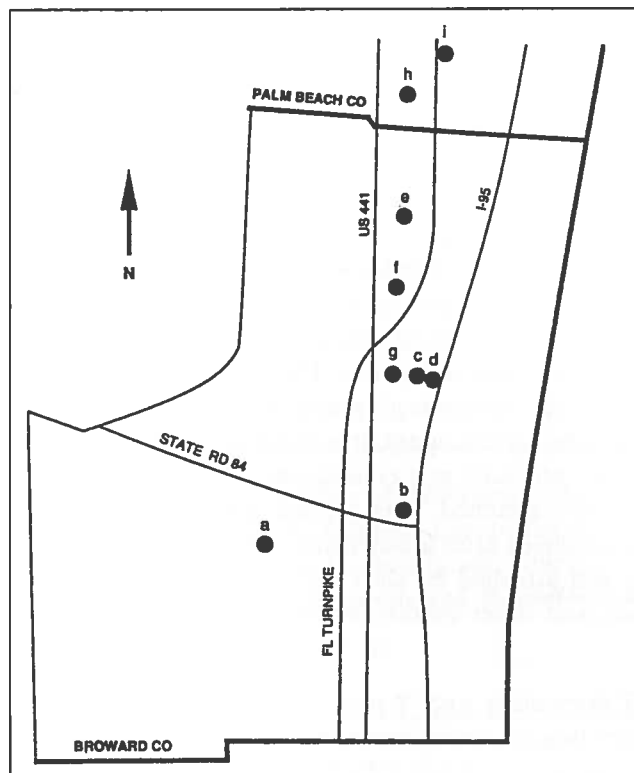 i
h
PALM BEACH CO
I-95
e
US 441
N
f
g
c
d
STATE RD 84
b
a
FL TURNPIKE
BROWARD CO